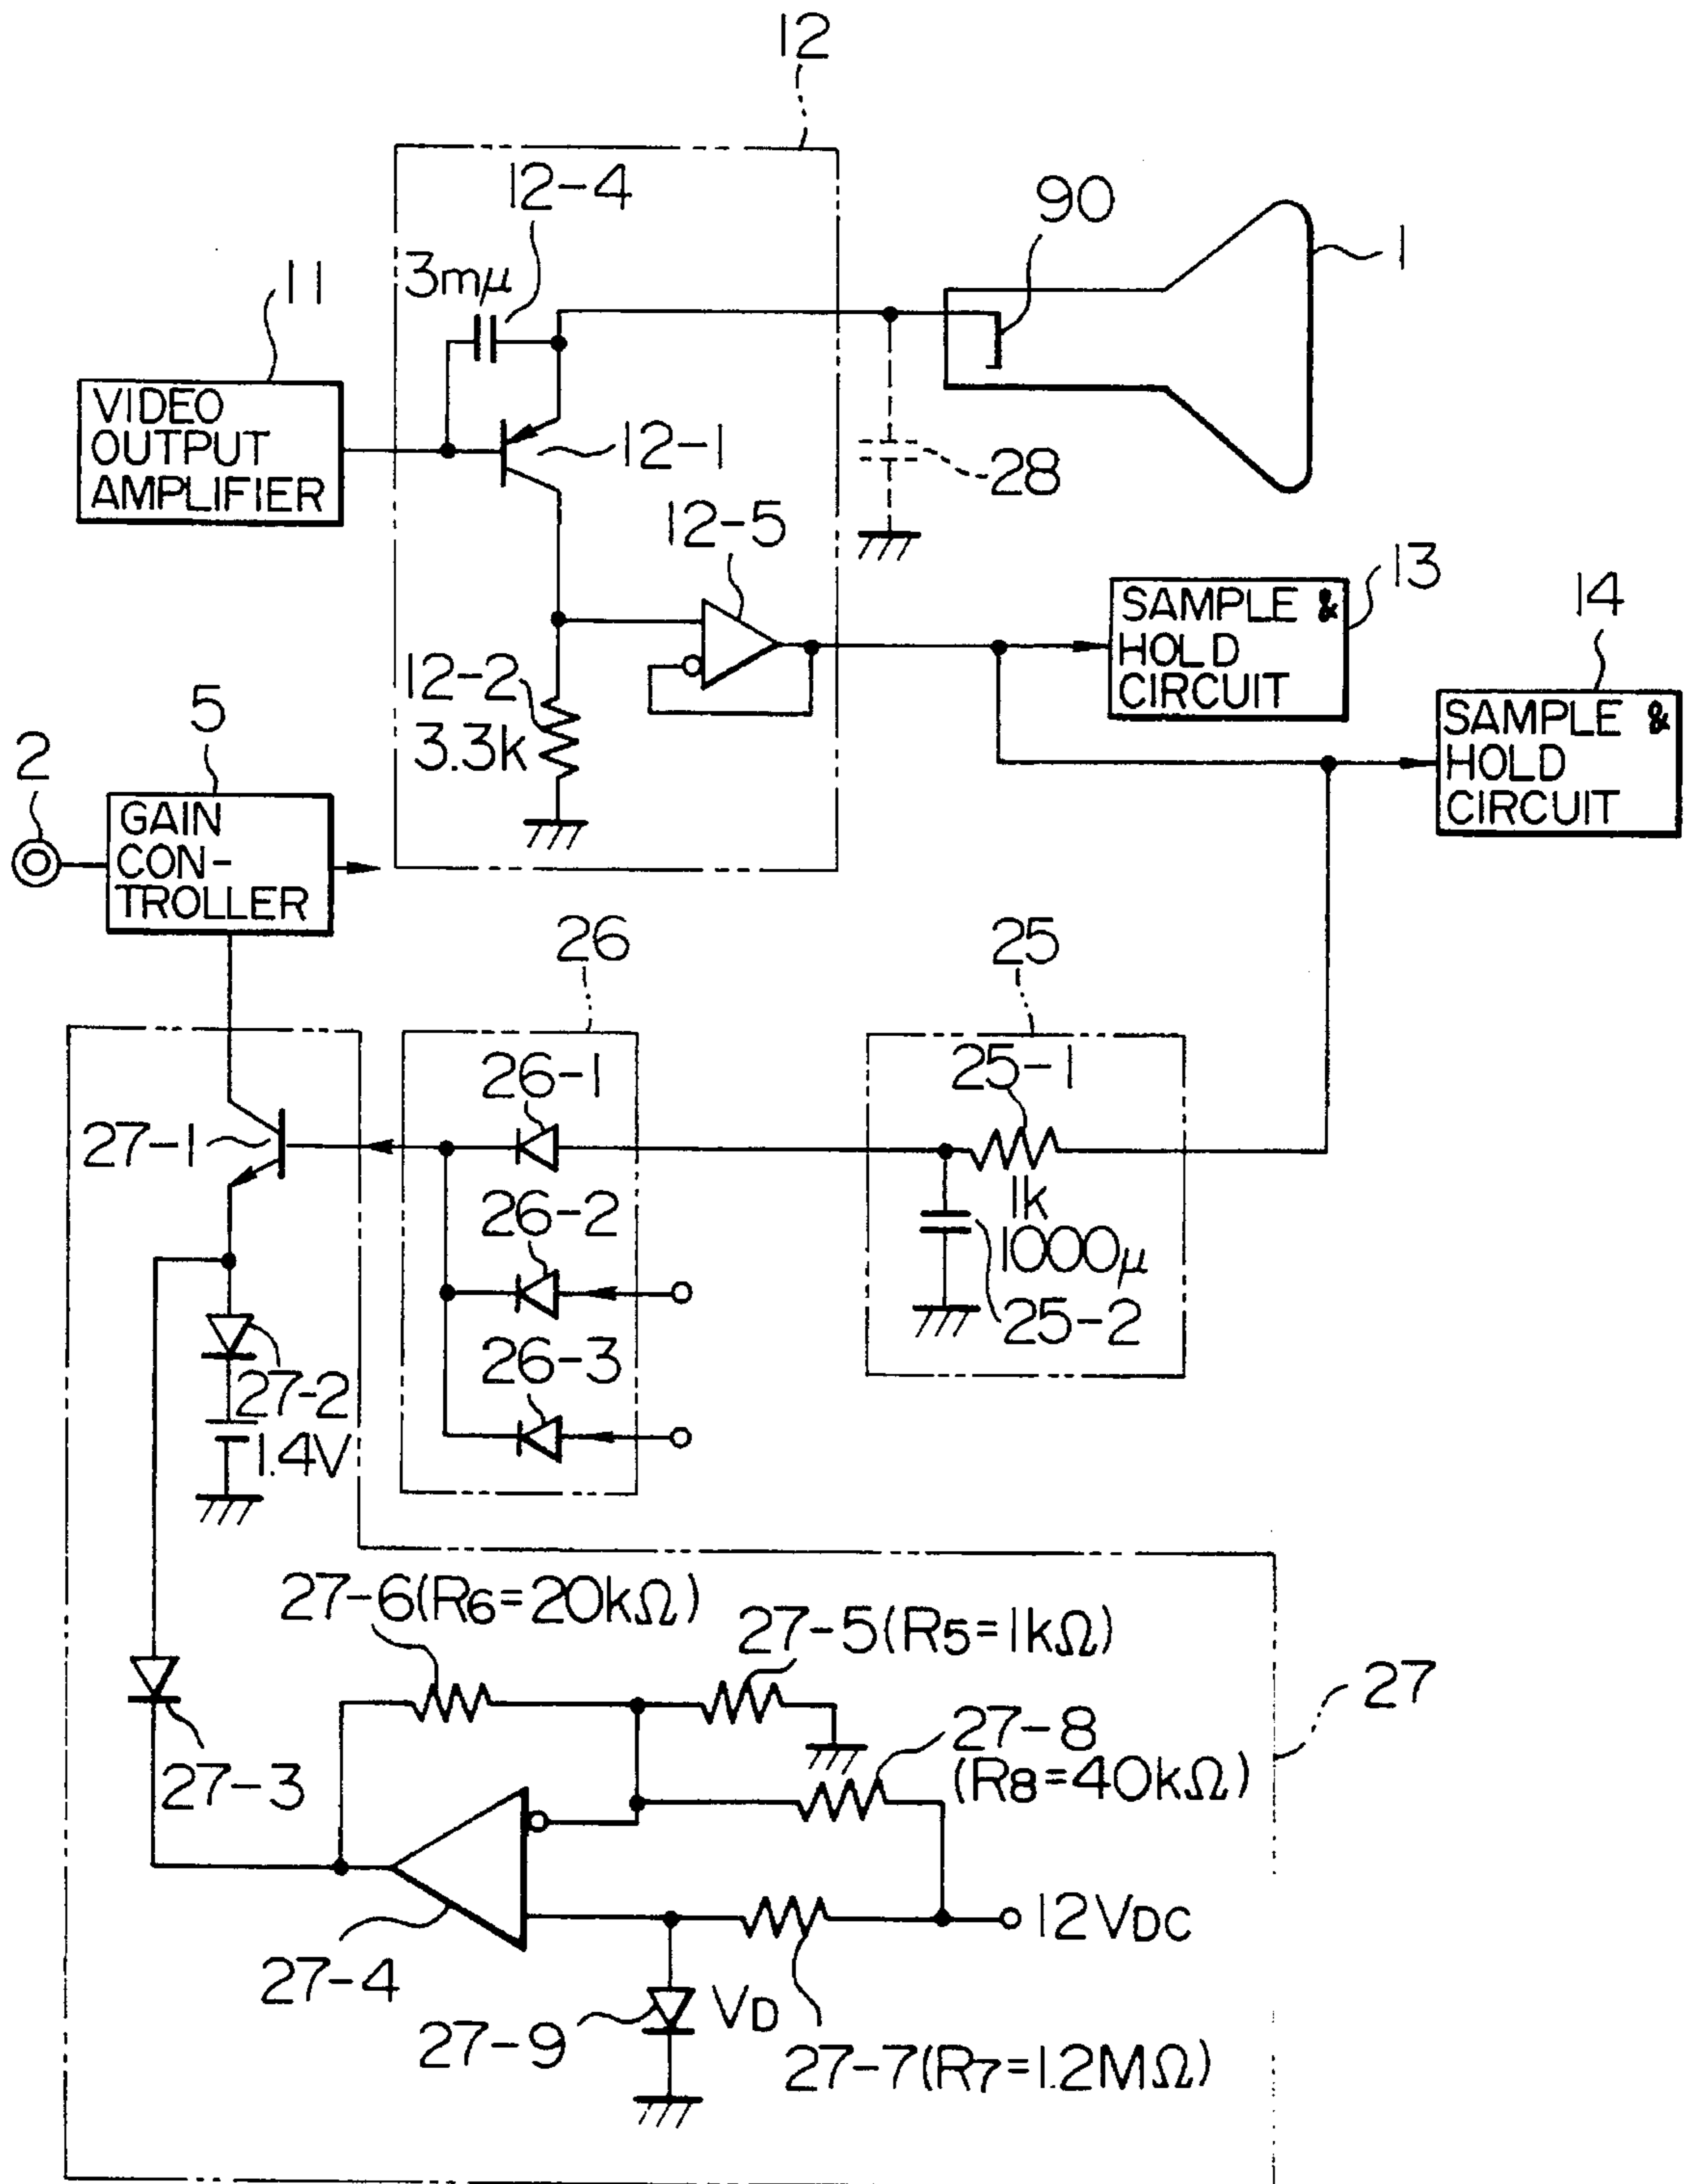 12
12-4
90
3mμ
1
11
VIDEO
OUTPUT
AMPLIFIER
12-1
28
12-5
13
SAMPLE &
HOLD
CIRCUIT
14
12-2
3.3k
SAMPLE &
HOLD
CIRCUIT
5
2
GAIN
CON-
TROLLER
26
25
26-1
25-1
27-1
1k
1000μ
26-2
25-2
26-3
27-2
1.4V
27-6(R6=20kΩ)
27-5(R5=1kΩ)
27
27-8
(R8=40kΩ)
27-3
12VDC
27-4
VD
27-9
27-7(R7=1.2MΩ)